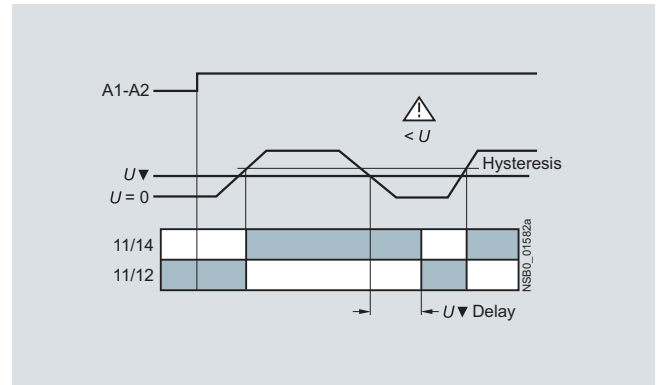 A1-A2
< U
Hysteresis
U▼
U = 0
11/14
11/12
NSB0_01582a
U▼ Delay